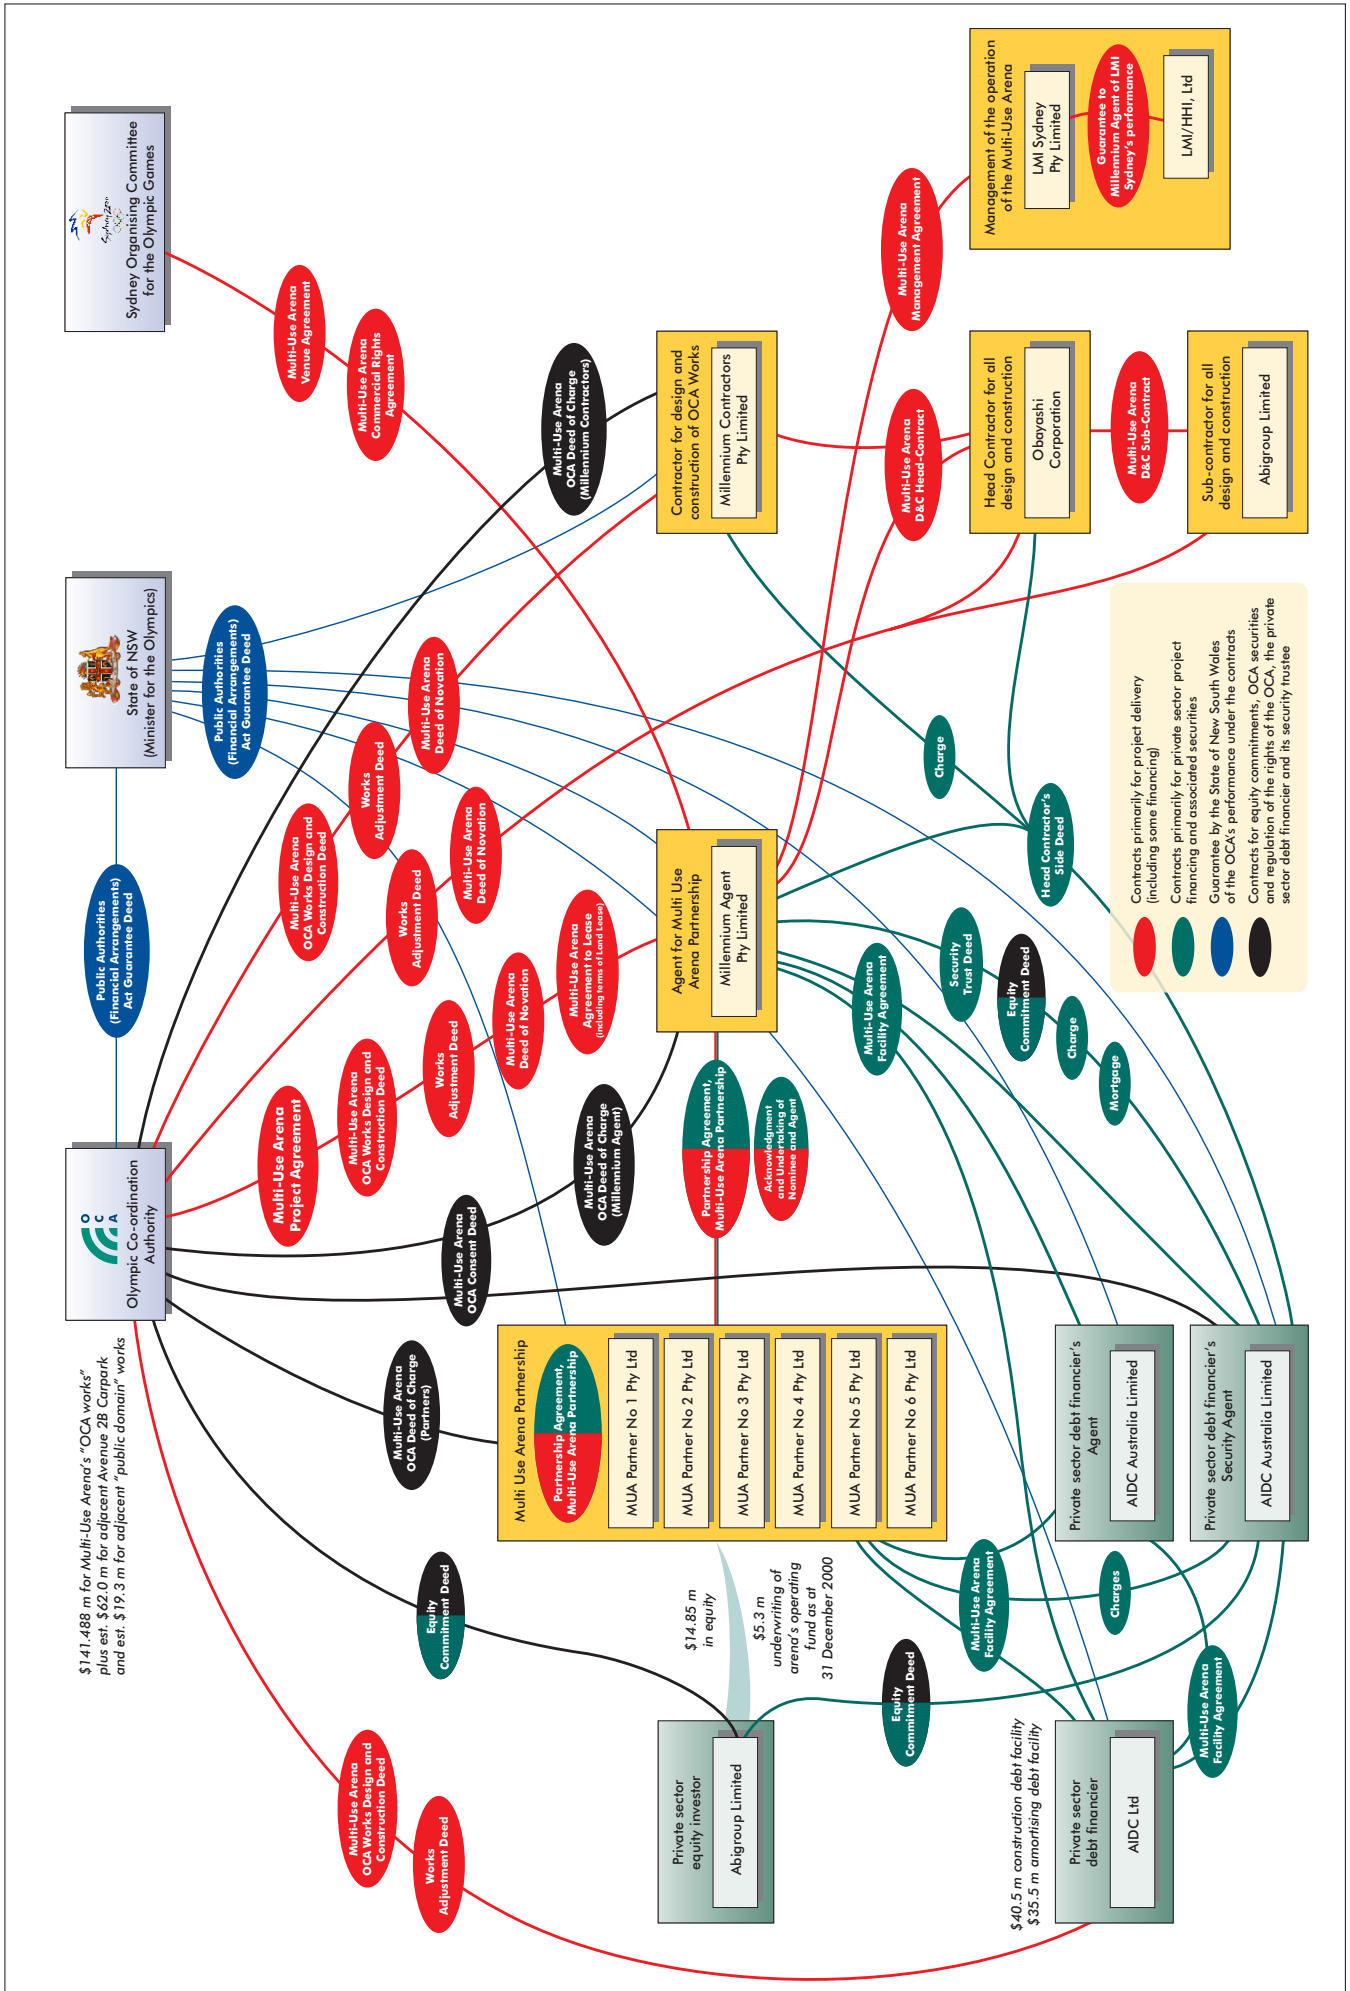 $141.488 m for Multi-Use Arena's "OCA works"
plus est. $62.0 m for adjacent Avenue 2B Carpark
and est. $19.3 m for adjacent "public domain" works
O
C
A
Olympic Co-ordination
Authority
Public Authorities
(Financial Arrangements)
Act Guarantee Deed
State of NSW
(Minister for the Olympics)
Public Authorities
(Financial Arrangements)
Act Guarantee Deed
Sydney 2000
Sydney Organising Committee
for the Olympic Games
Multi-Use Arena
Venue Agreement
Multi-Use Arena
Commercial Rights
Agreement
Multi-Use Arena
OCA Works Design and
Construction Deed
Works
Adjustment Deed
Equity
Commitment Deed
Multi-Use Arena
OCA Deed of Charge
(Partners)
Multi-Use Arena
OCA Consent Deed
Multi-Use Arena
OCA Deed of Charge
(Millennium Agent)
Multi-Use Arena
Project Agreement
Multi-Use Arena
OCA Works Design and
Construction Deed
Works
Adjustment Deed
Multi-Use Arena
Deed of Novation
Multi-Use Arena
Agreement to Lease
(including terms of Land Lease)
Works
Adjustment Deed
Multi-Use Arena
Deed of Novation
Multi-Use Arena
OCA Works Design and
Construction Deed
Works
Adjustment Deed
Multi-Use Arena
Deed of Novation
Multi-Use Arena
OCA Deed of Charge
(Millennium Contractors)
Private sector
equity investor
Abigroup Limited
$14.85 m
in equity
$5.3 m
underwriting of
arena's operating
fund as at
31 December 2000
Multi Use Arena Partnership
Partnership Agreement,
Multi-Use Arena Partnership
MUA Partner No 1 Pty Ltd
MUA Partner No 2 Pty Ltd
MUA Partner No 3 Pty Ltd
MUA Partner No 4 Pty Ltd
MUA Partner No 5 Pty Ltd
MUA Partner No 6 Pty Ltd
Partnership Agreement,
Multi-Use Arena Partnership
Acknowledgment
and Undertaking of
Nominee and Agent
Agent for Multi Use
Arena Partnership
Millennium Agent
Pty Limited
Contractor for design and
construction of OCA Works
Millennium Contractors
Pty Limited
Multi-Use Arena
Management Agreement
Management of the operation
of the Multi-Use Arena
LMI Sydney
Pty Limited
Guarantee to
Millennium Agent of LMI
Sydney's performance
LMI/HHI, Ltd
Multi-Use Arena
D&C Head-Contract
Head Contractor for all
design and construction
Obayashi
Corporation
Multi-Use Arena
D&C Sub-Contract
Sub-contractor for all
design and construction
Abigroup Limited
Charge
Head Contractor's
Side Deed
Multi-Use Arena
Facility Agreement
Security
Trust Deed
Equity
Commitment Deed
Charge
Mortgage
Equity
Commitment Deed
Multi-Use Arena
Facility Agreement
Charges
Multi-Use Arena
Facility Agreement
$40.5 m construction debt facility
$35.5 m amortising debt facility
Private sector
debt financier
AIDC Ltd
Private sector debt financier's
Agent
AIDC Australia Limited
Private sector debt financier's
Security Agent
AIDC Australia Limited
Contracts primarily for project delivery
(including some financing)
Contracts primarily for private sector project
financing and associated securities
Guarantee by the State of New South Wales
of the OCA's performance under the contracts
Contracts for equity commitments, OCA securities
and regulation of the rights of the OCA, the private
sector debt financier and its security trustee